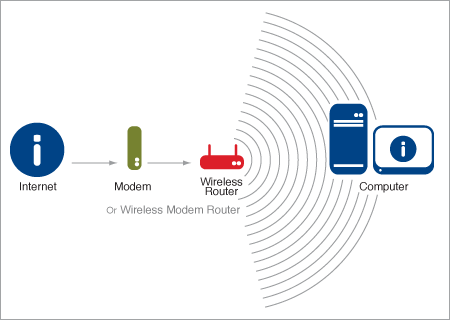 Internet
Modem
Wireless
Router
Computer
Or Wireless Modem Router